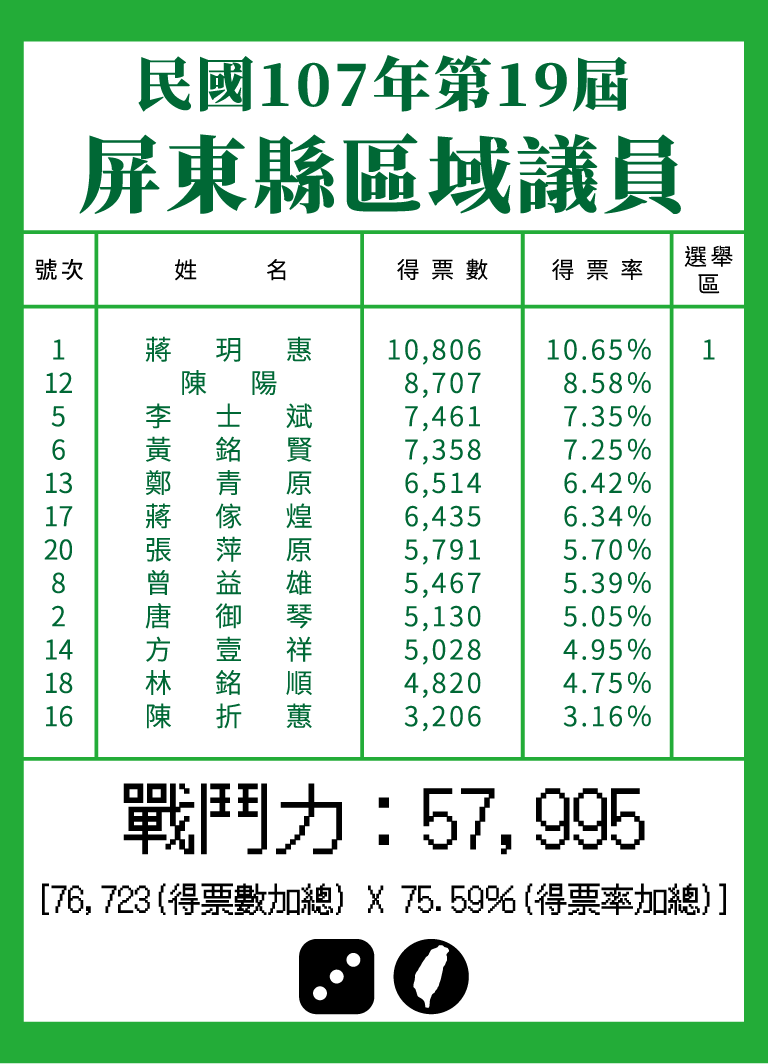 民國107年第19屆
屏東縣區域議員
號次 姓名 得票數 得票率 選舉區
1 蔣玥惠 10,806 10.65% 1
12 陳陽 8,707 8.58%
5 李士斌 7,461 7.35%
6 黃銘賢 7,358 7.25%
13 鄭青原 6,514 6.42%
17 蔣傢煌 6,435 6.34%
20 張萍原 5,791 5.70%
8 曾益雄 5,467 5.39%
2 唐御琴 5,130 5.05%
14 方壹祥 5,028 4.95%
18 林銘順 4,820 4.75%
16 陳折蕙 3,206 3.16%
戰鬥力：57,995
[76,723(得票數加總) X 75.59%(得票率加總)]